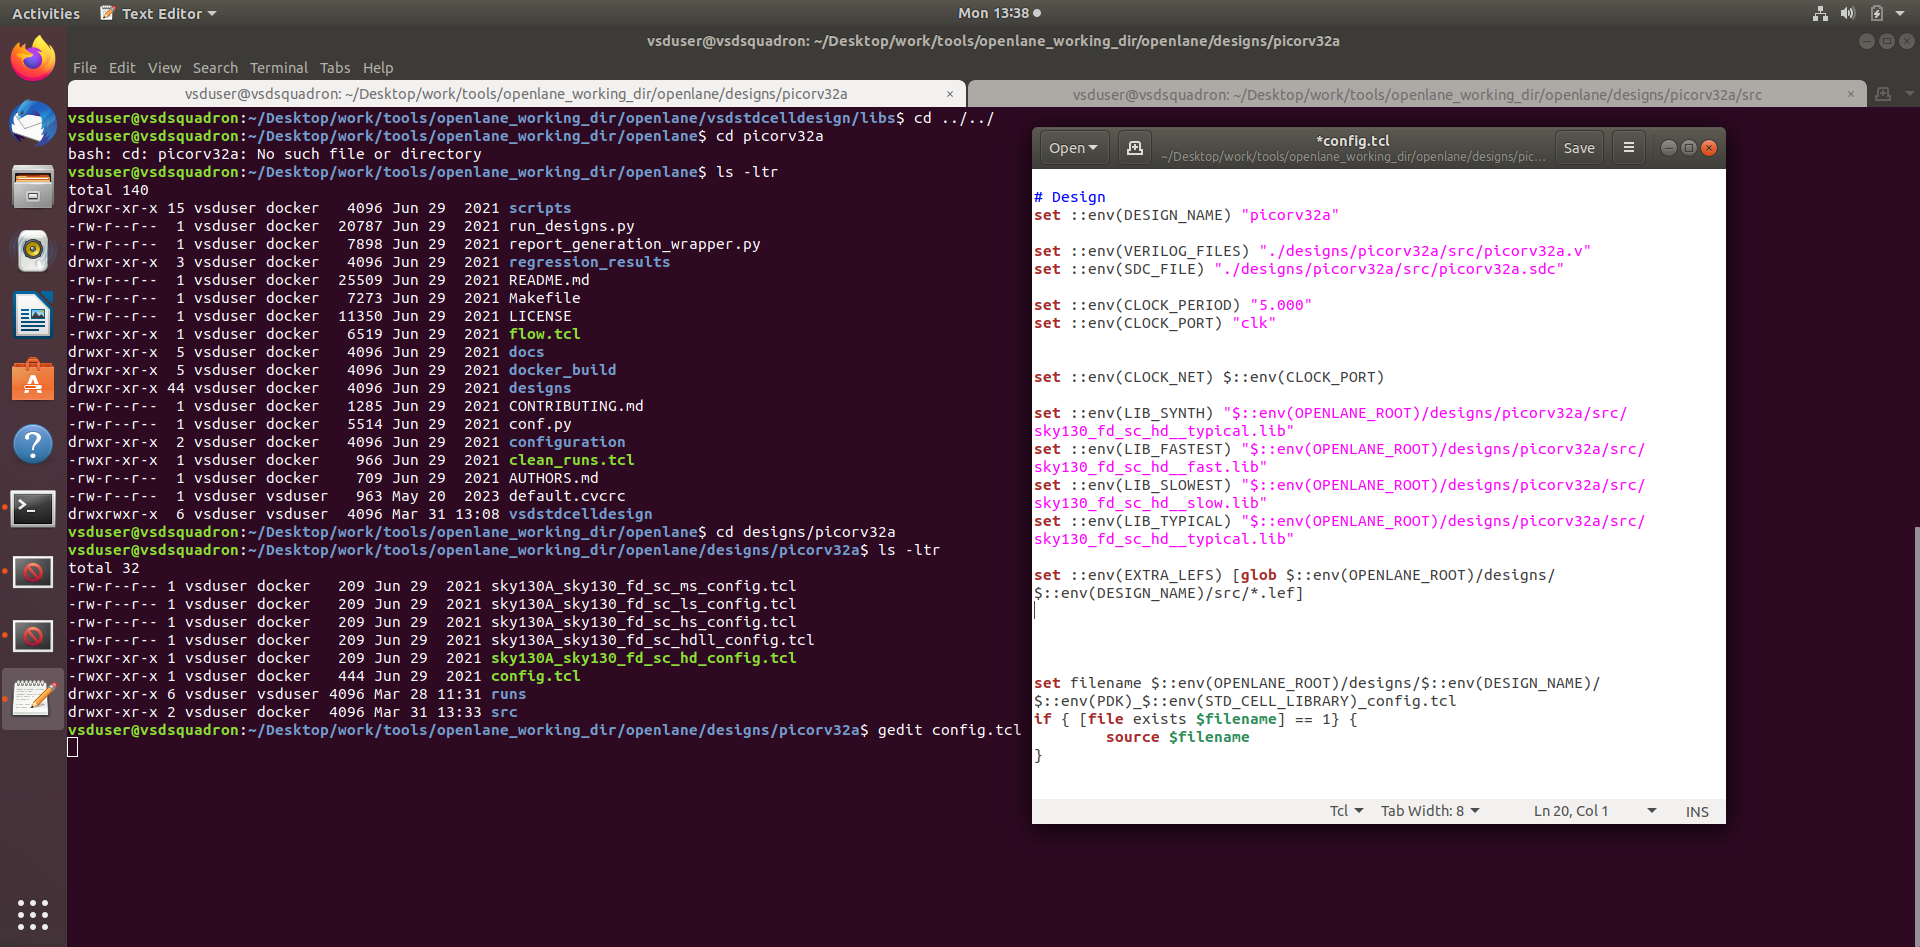 Activities Text Editor Mon 13:38
vsduser@vsdsquadron: ~/Desktop/work/tools/openlane_working_dir/openlane/designs/picorv32a
File Edit View Search Terminal Tabs Help
vsduser@vsdsquadron: ~/Desktop/work/tools/openlane_working_dir/openlane/designs/picorv32a × vsduser@vsdsquadron: ~/Desktop/work/tools/openlane_working_dir/openlane/designs/picorv32a/src ×
vsduser@vsdsquadron:~/Desktop/work/tools/openlane_working_dir/openlane/vsdstdcelldesign/libs$ cd ../../
vsduser@vsdsquadron:~/Desktop/work/tools/openlane_working_dir/openlane$ cd picorv32a
bash: cd: picorv32a: No such file or directory
vsduser@vsdsquadron:~/Desktop/work/tools/openlane_working_dir/openlane$ ls -ltr
total 140
drwxr-xr-x 15 vsduser docker   4096 Jun 29  2021 scripts
-rw-r--r--  1 vsduser docker  20787 Jun 29  2021 run_designs.py
-rw-r--r--  1 vsduser docker   7898 Jun 29  2021 report_generation_wrapper.py
drwxr-xr-x  3 vsduser docker   4096 Jun 29  2021 regression_results
-rw-r--r--  1 vsduser docker  25509 Jun 29  2021 README.md
-rw-r--r--  1 vsduser docker   7273 Jun 29  2021 Makefile
-rw-r--r--  1 vsduser docker  11350 Jun 29  2021 LICENSE
-rwxr-xr-x  1 vsduser docker   6519 Jun 29  2021 flow.tcl
drwxr-xr-x  5 vsduser docker   4096 Jun 29  2021 docs
drwxr-xr-x  5 vsduser docker   4096 Jun 29  2021 docker_build
drwxr-xr-x 44 vsduser docker   4096 Jun 29  2021 designs
-rw-r--r--  1 vsduser docker   1285 Jun 29  2021 CONTRIBUTING.md
-rw-r--r--  1 vsduser docker   5514 Jun 29  2021 conf.py
drwxr-xr-x  2 vsduser docker   4096 Jun 29  2021 configuration
-rwxr-xr-x  1 vsduser docker    966 Jun 29  2021 clean_runs.tcl
-rw-r--r--  1 vsduser docker    709 Jun 29  2021 AUTHORS.md
-rw-r--r--  1 vsduser vsduser   963 May 20  2023 default.cvcrc
drwxrwxr-x  6 vsduser vsduser  4096 Mar 31 13:08 vsdstdcelldesign
vsduser@vsdsquadron:~/Desktop/work/tools/openlane_working_dir/openlane$ cd designs/picorv32a
vsduser@vsdsquadron:~/Desktop/work/tools/openlane_working_dir/openlane/designs/picorv32a$ ls -ltr
total 32
-rw-r--r-- 1 vsduser docker   209 Jun 29  2021 sky130A_sky130_fd_sc_ms_config.tcl
-rw-r--r-- 1 vsduser docker   209 Jun 29  2021 sky130A_sky130_fd_sc_ls_config.tcl
-rw-r--r-- 1 vsduser docker   209 Jun 29  2021 sky130A_sky130_fd_sc_hs_config.tcl
-rw-r--r-- 1 vsduser docker   209 Jun 29  2021 sky130A_sky130_fd_sc_hdll_config.tcl
-rwxr-xr-x 1 vsduser docker   209 Jun 29  2021 sky130A_sky130_fd_sc_hd_config.tcl
-rwxr-xr-x 1 vsduser docker   444 Jun 29  2021 config.tcl
drwxr-xr-x 6 vsduser vsduser 4096 Mar 28 11:31 runs
drwxr-xr-x 2 vsduser docker  4096 Mar 31 13:33 src
vsduser@vsdsquadron:~/Desktop/work/tools/openlane_working_dir/openlane/designs/picorv32a$ gedit config.tcl
Open *config.tcl Save
~/Desktop/work/tools/openlane_working_dir/openlane/designs/pic...
# Design
set ::env(DESIGN_NAME) "picorv32a"
set ::env(VERILOG_FILES) "./designs/picorv32a/src/picorv32a.v"
set ::env(SDC_FILE) "./designs/picorv32a/src/picorv32a.sdc"
set ::env(CLOCK_PERIOD) "5.000"
set ::env(CLOCK_PORT) "clk"
set ::env(CLOCK_NET) $::env(CLOCK_PORT)
set ::env(LIB_SYNTH) "$::env(OPENLANE_ROOT)/designs/picorv32a/src/
sky130_fd_sc_hd__typical.lib"
set ::env(LIB_FASTEST) "$::env(OPENLANE_ROOT)/designs/picorv32a/src/
sky130_fd_sc_hd__fast.lib"
set ::env(LIB_SLOWEST) "$::env(OPENLANE_ROOT)/designs/picorv32a/src/
sky130_fd_sc_hd__slow.lib"
set ::env(LIB_TYPICAL) "$::env(OPENLANE_ROOT)/designs/picorv32a/src/
sky130_fd_sc_hd__typical.lib"
set ::env(EXTRA_LEFS) [glob $::env(OPENLANE_ROOT)/designs/
$::env(DESIGN_NAME)/src/*.lef]
set filename $::env(OPENLANE_ROOT)/designs/$::env(DESIGN_NAME)/
$::env(PDK)_$::env(STD_CELL_LIBRARY)_config.tcl
if { [file exists $filename] == 1} {
        source $filename
}
Tcl Tab Width: 8 Ln 20, Col 1 INS